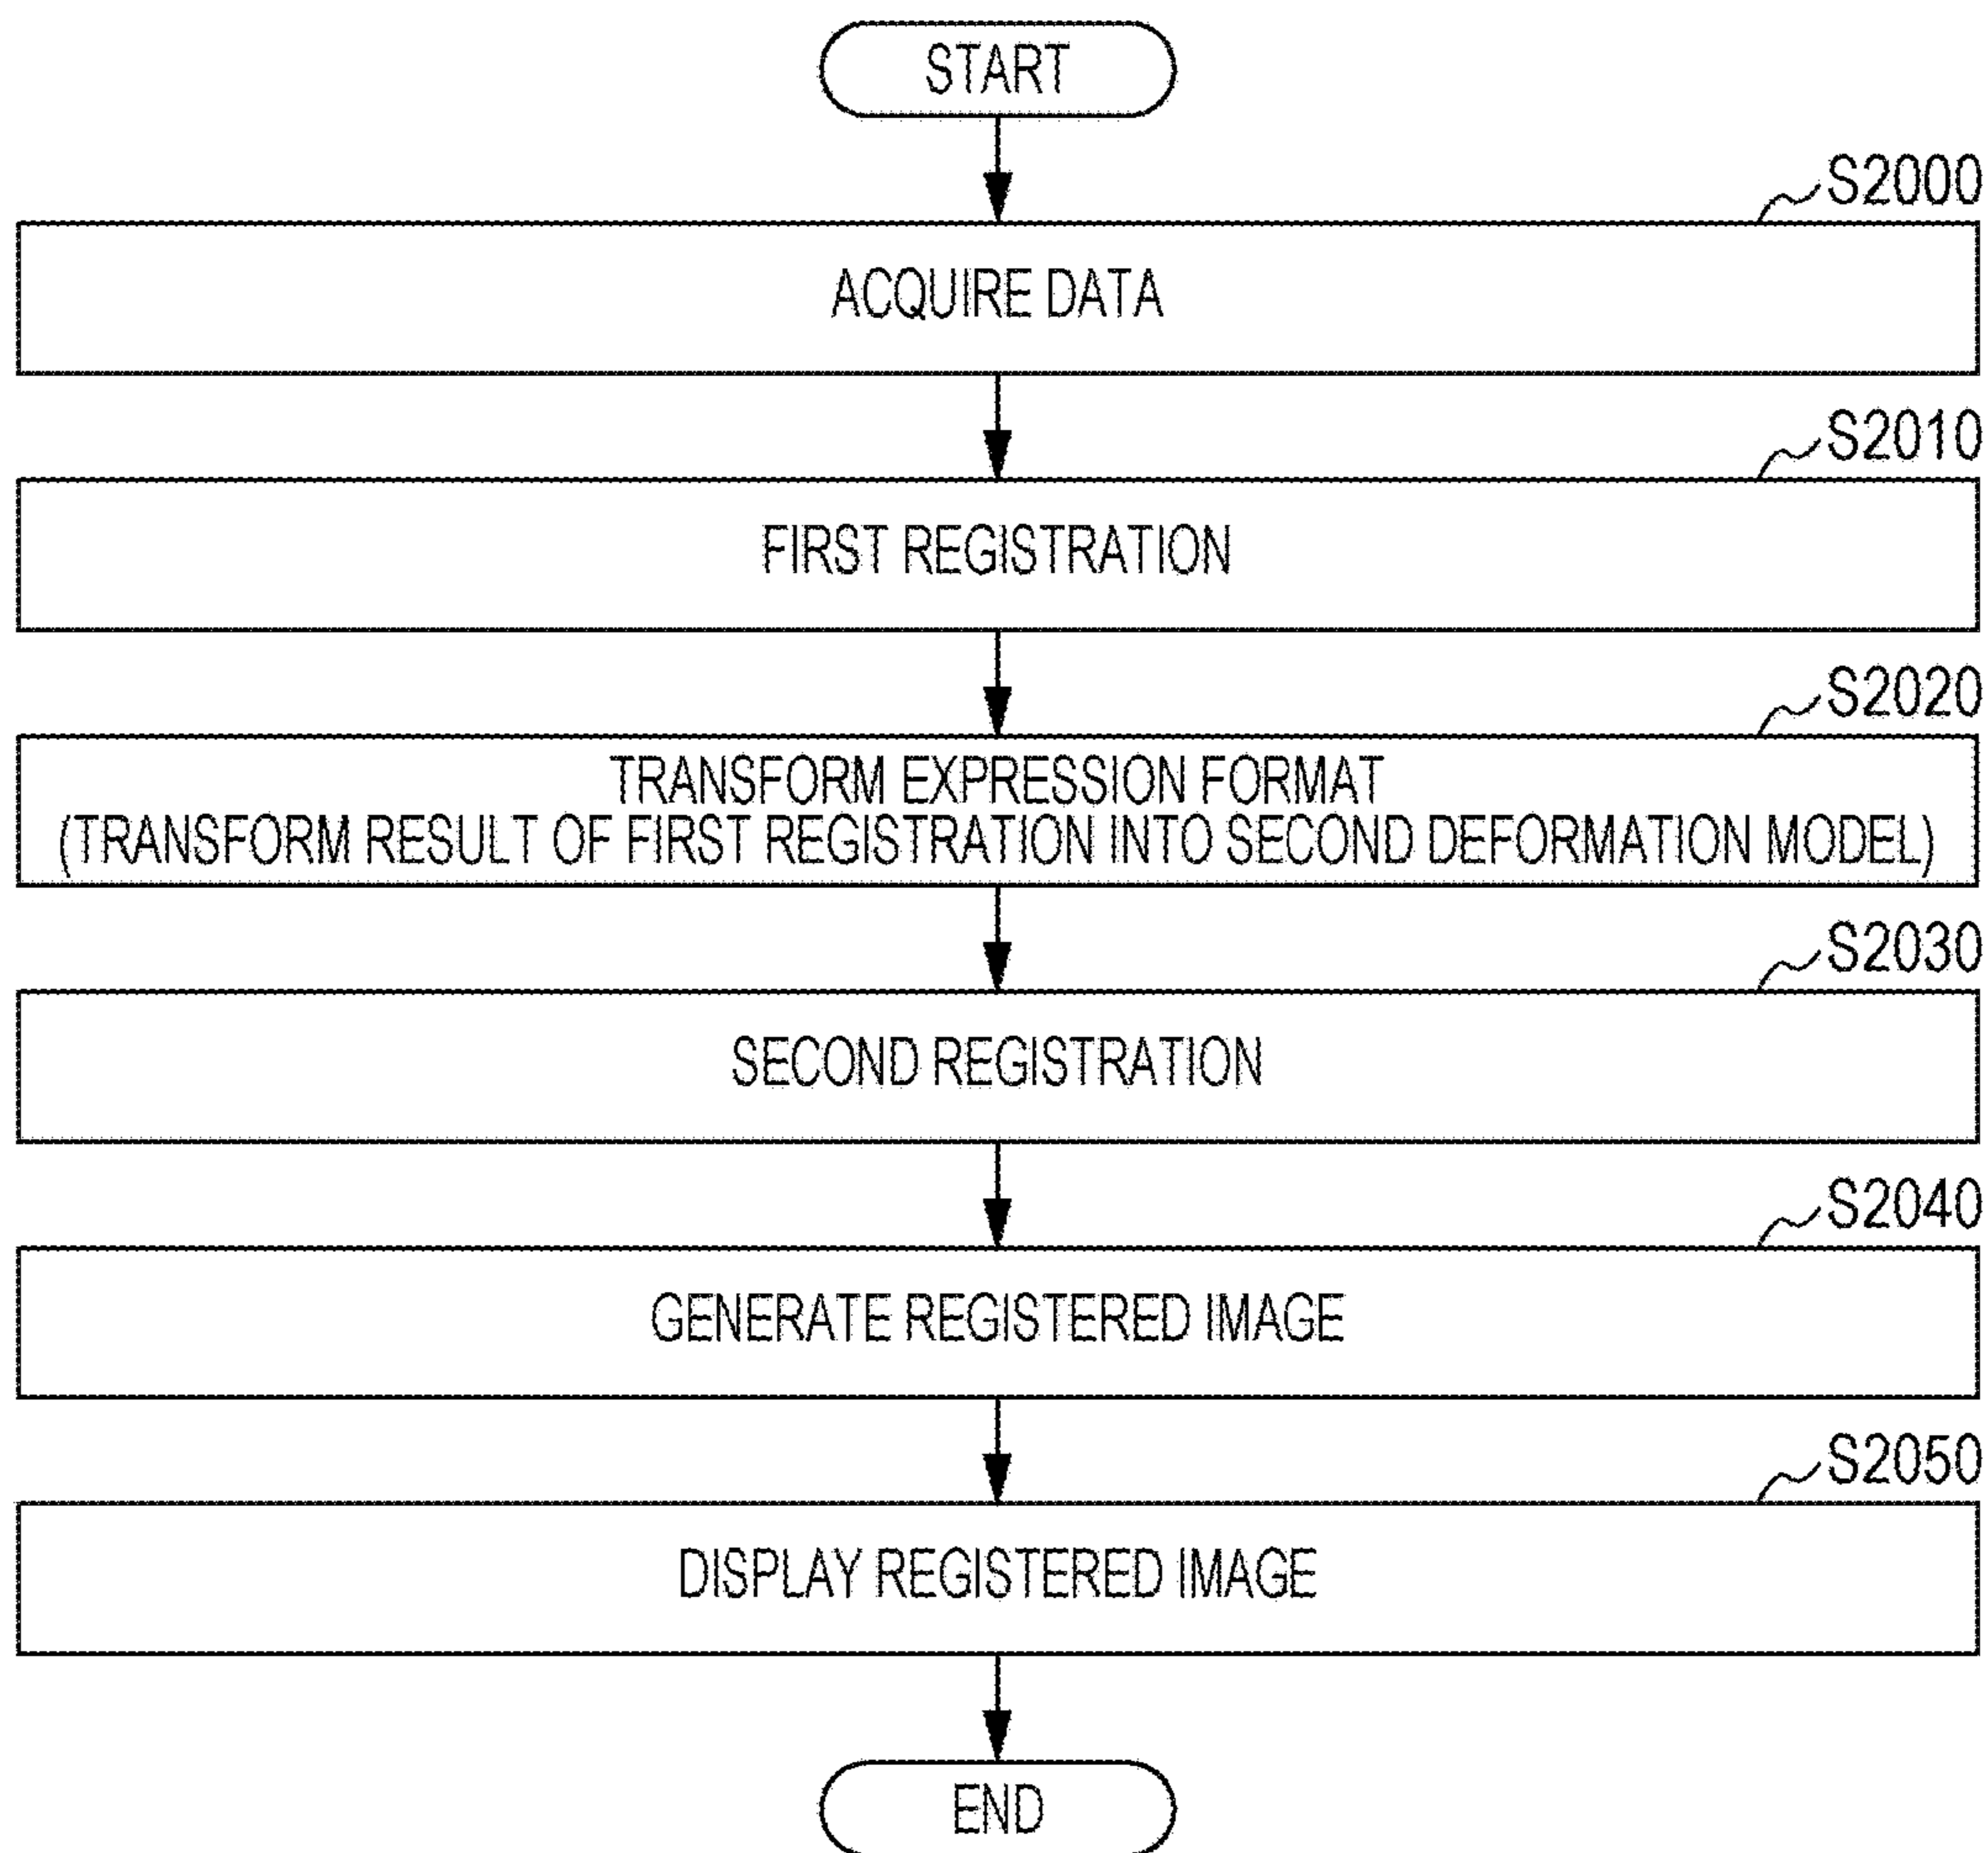 START
S2000
ACQUIRE DATA
S2010
FIRST REGISTRATION
S2020
TRANSFORM EXPRESSION FORMAT
(TRANSFORM RESULT OF FIRST REGISTRATION INTO SECOND DEFORMATION MODEL)
S2030
SECOND REGISTRATION
S2040
GENERATE REGISTERED IMAGE
S2050
DISPLAY REGISTERED IMAGE
END